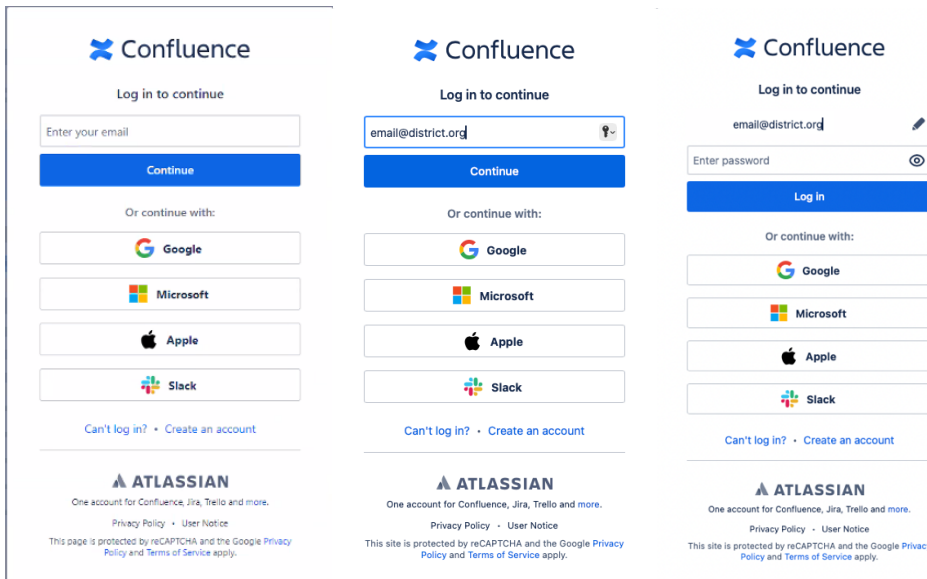 Confluence
Log in to continue
Enter your email
Continue
Or continue with:
Google
Microsoft
Apple
Slack
Can't log in? • Create an account
ATLASSIAN
One account for Confluence, Jira, Trello and more.
Privacy Policy • User Notice
This page is protected by reCAPTCHA and the Google Privacy
Policy and Terms of Service apply.
Confluence
Log in to continue
email@district.org
Continue
Or continue with:
Google
Microsoft
Apple
Slack
Can't log in? • Create an account
ATLASSIAN
One account for Confluence, Jira, Trello and more.
Privacy Policy • User Notice
This site is protected by reCAPTCHA and the Google Privacy
Policy and Terms of Service apply.
Confluence
Log in to continue
email@district.org
Enter password
Log in
Or continue with:
Google
Microsoft
Apple
Slack
Can't log in? • Create an account
ATLASSIAN
One account for Confluence, Jira, Trello and more.
Privacy Policy • User Notice
This site is protected by reCAPTCHA and the Google Privac
Policy and Terms of Service apply.